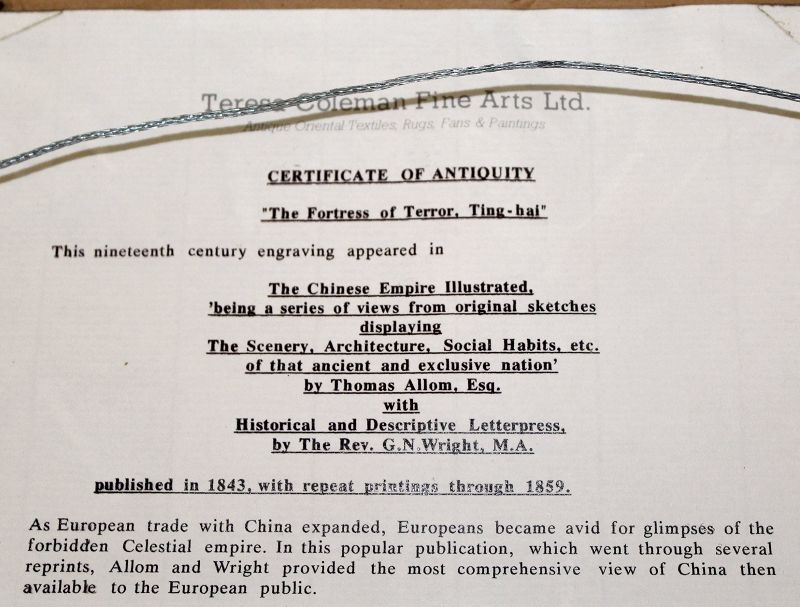 Teresa Coleman Fine Arts Ltd.
Antique Oriental Textiles, Rugs, Fans & Paintings
CERTIFICATE OF ANTIQUITY
"The Fortress of Terror, Ting-hai"
This nineteenth century engraving appeared in
The Chinese Empire Illustrated,
'being a series of views from original sketches
displaying
The Scenery, Architecture, Social Habits, etc.
of that ancient and exclusive nation'
by Thomas Allom, Esq.
with
Historical and Descriptive Letterpress,
by The Rev. G.N.Wright, M.A.
published in 1843, with repeat printings through 1859.
As European trade with China expanded, Europeans became avid for glimpses of the
forbidden Celestial empire. In this popular publication, which went through several
reprints, Allom and Wright provided the most comprehensive view of China then
available to the European public.